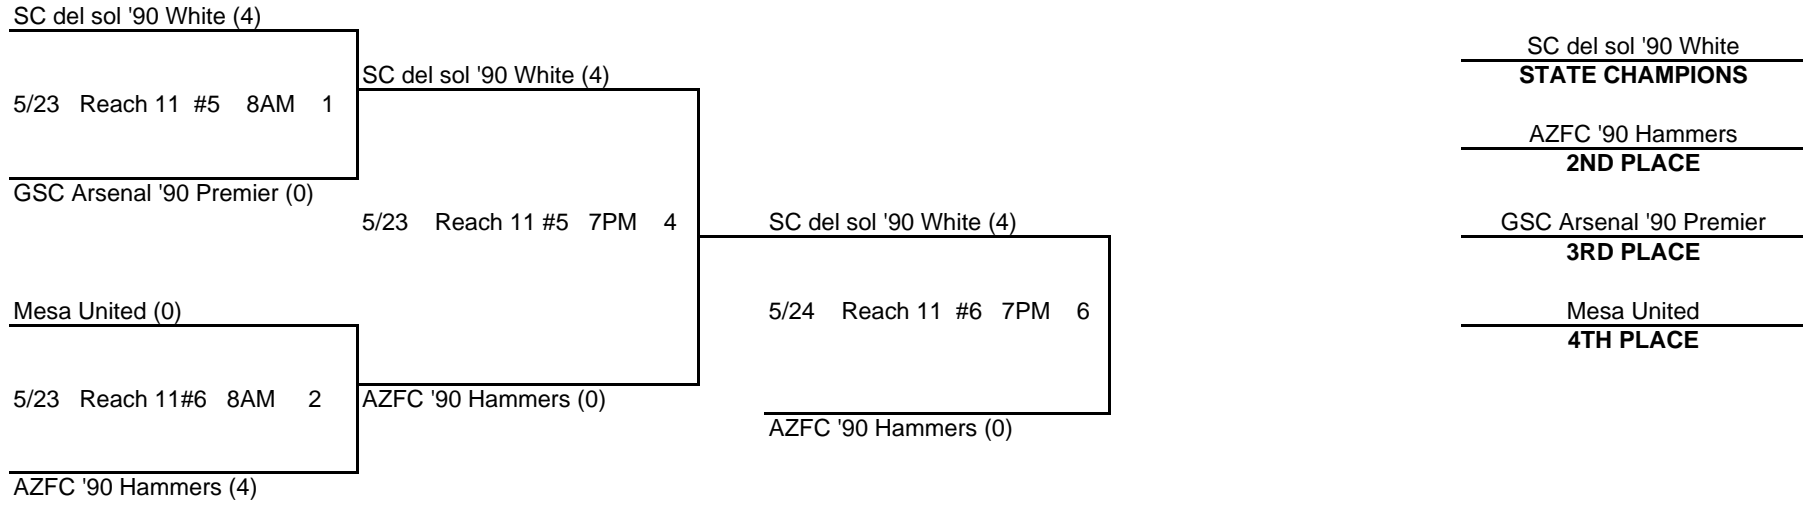 SC del sol '90 White (4)
SC del sol '90 White
SC del sol '90 White (4)
STATE CHAMPIONS
5/23 Reach 11 #5 8AM 1
AZFC '90 Hammers
2ND PLACE
GSC Arsenal '90 Premier (0)
5/23 Reach 11 #5 7PM 4
SC del sol '90 White (4)
GSC Arsenal '90 Premier
3RD PLACE
Mesa United (0)
5/24 Reach 11 #6 7PM 6
Mesa United
4TH PLACE
5/23 Reach 11#6 8AM 2
AZFC '90 Hammers (0)
AZFC '90 Hammers (0)
AZFC '90 Hammers (4)